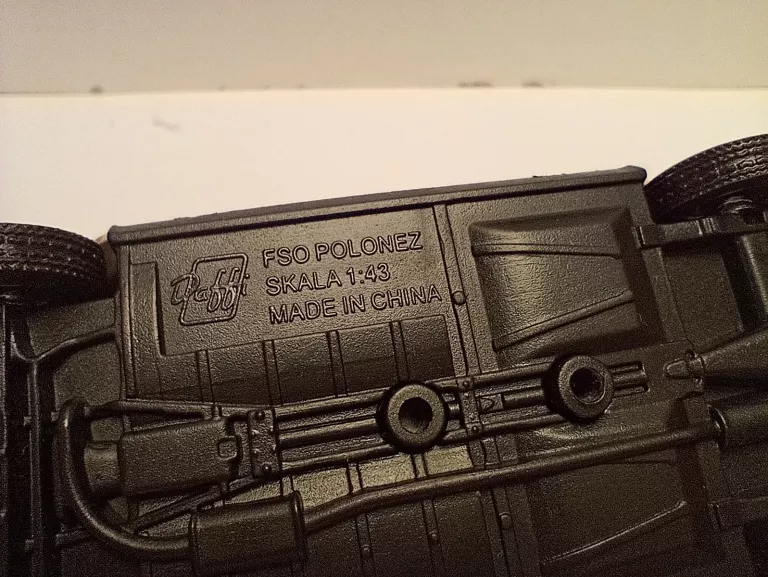 Daffi
FSO POLONEZ
SKALA 1:43
MADE IN CHINA